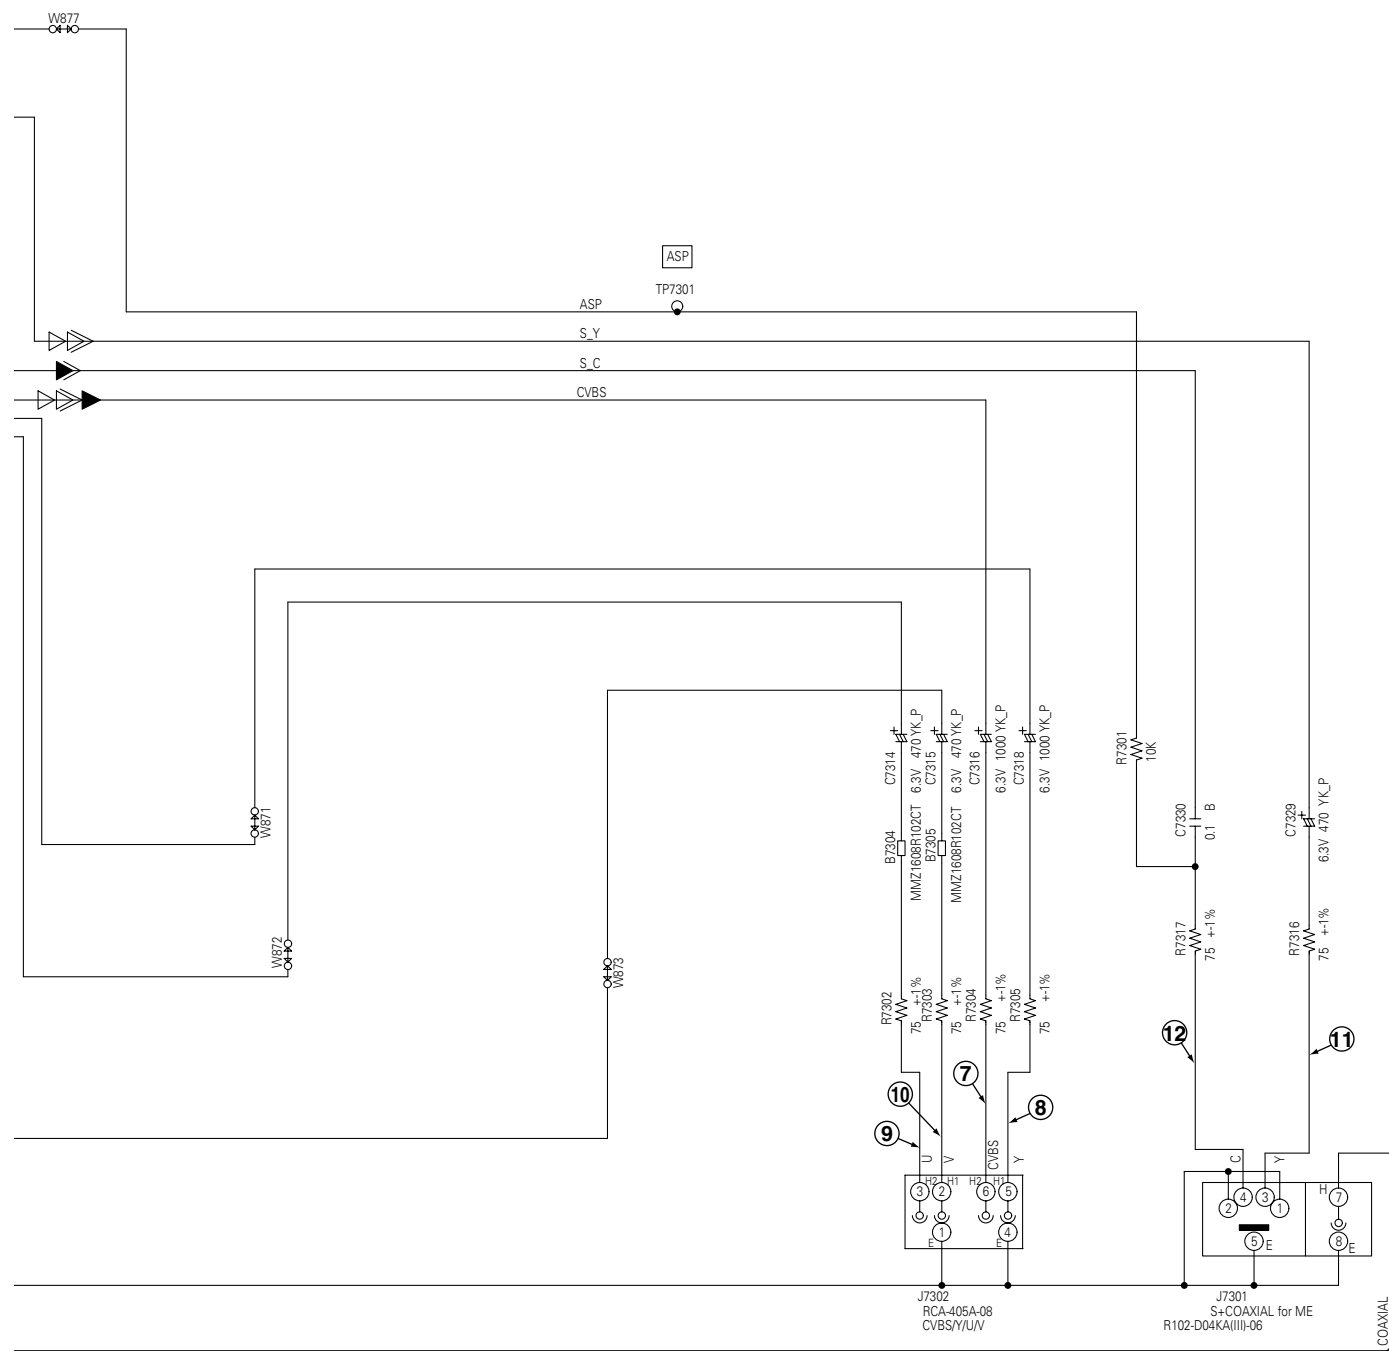 W877
ASP
TP7301
ASP
S_Y
S_C
CVBS
C7314
6.3V 470 YK_P
C7315
6.3V 470 YK_P
C7316
6.3V 1000 YK_P
C7318
6.3V 1000 YK_P
R7301
10K
C7330
0.1 B
C7329
6.3V 470 YK_P
W871
B7304
MMZ1608R102CT
B7305
MMZ1608R102CT
W872
W873
R7317
75 +-1%
R7316
75 +-1%
R7302
75 +-1%
R7303
75 +-1%
R7304
75 +-1%
R7305
75 +-1%
12
11
7
10
8
9
U
V
CVBS
Y
C
Y
3 H2 2 H1
H2 6 H1 5
1
E
4
E
2 4 3 1
5 E
H 7
8 E
J7302
RCA-405A-08
CVBS/Y/U/V
J7301
S+COAXIAL for ME
R102-D04KA(III)-06
COAXIAL